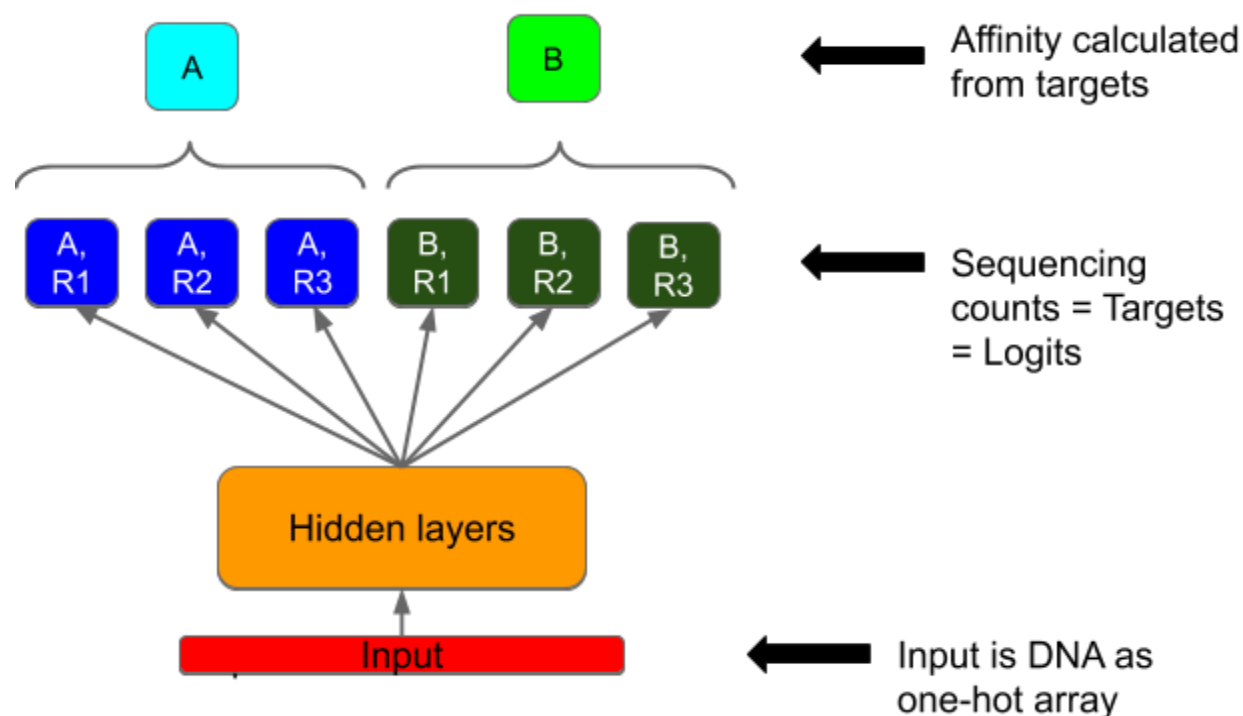 A
B
Affinity calculated
from targets
A,
R1
A,
R2
A,
R3
B,
R1
B,
R2
B,
R3
Sequencing
counts = Targets
= Logits
Hidden layers
Input
Input is DNA as
one-hot array